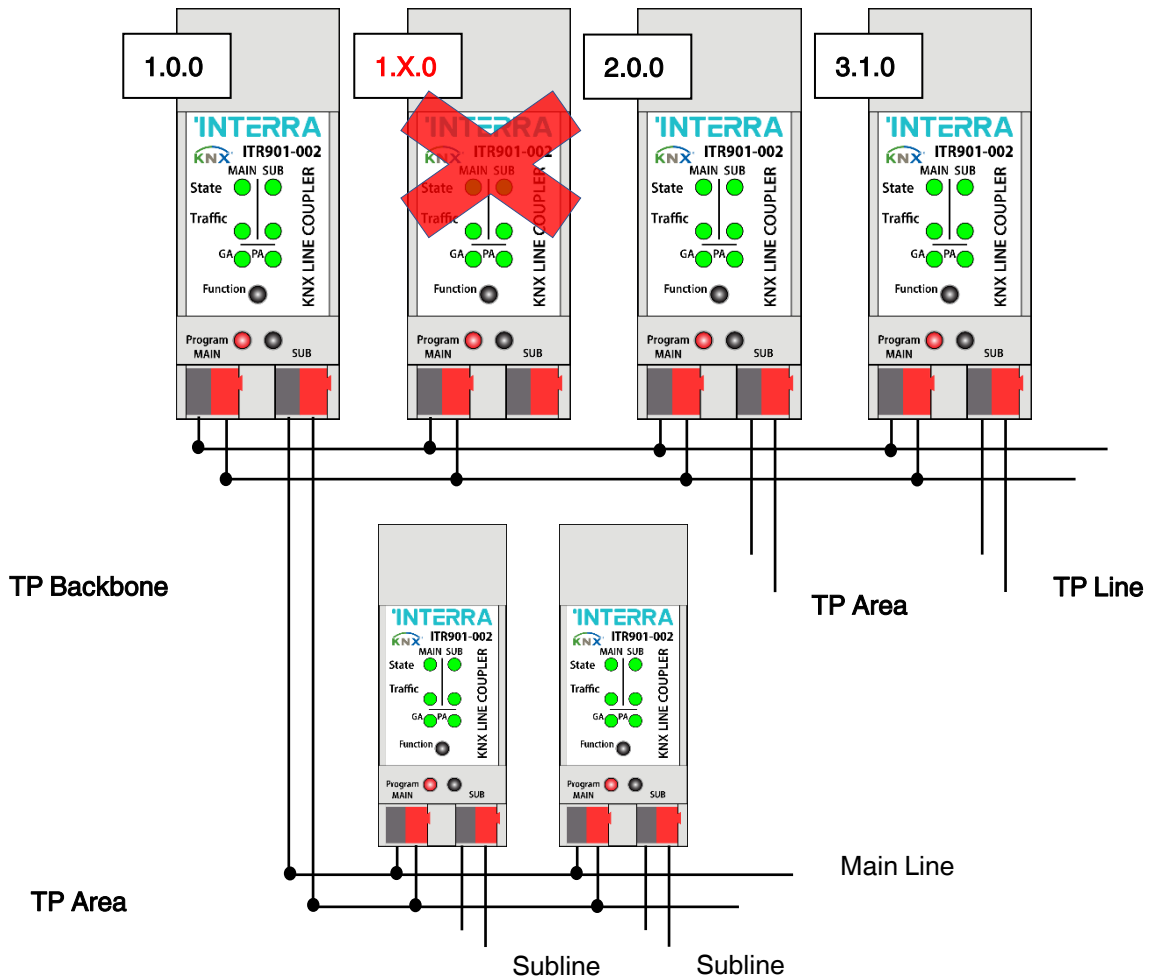 1.0.0
1.X.0
2.0.0
3.1.0
INTERRA
KNX ITR901-002
MAIN SUB
State
Traffic
GA PA
Function
KNX LINE COUPLER
Program
MAIN SUB
INTERRA
KNX ITR901-002
MAIN SUB
State
Traffic
GA PA
Function
KNX LINE COUPLER
Program
MAIN SUB
INTERRA
KNX ITR901-002
MAIN SUB
State
Traffic
GA PA
Function
KNX LINE COUPLER
Program
MAIN SUB
INTERRA
KNX ITR901-002
MAIN SUB
State
Traffic
GA PA
Function
KNX LINE COUPLER
Program
MAIN SUB
TP Backbone
TP Area
TP Line
INTERRA
KNX ITR901-002
MAIN SUB
State
Traffic
GA PA
Function
KNX LINE COUPLER
Program
MAIN SUB
INTERRA
KNX ITR901-002
MAIN SUB
State
Traffic
GA PA
Function
KNX LINE COUPLER
Program
MAIN SUB
Main Line
TP Area
Subline
Subline